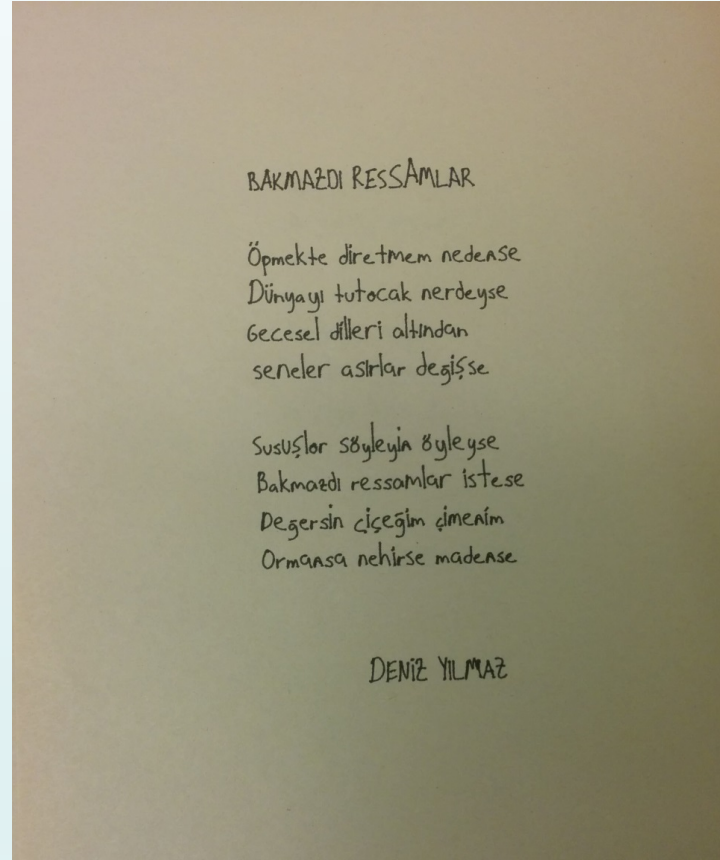 BAKMAZDI RESSAMLAR
Öpmekte diretmem nedense
Dünyayı tutacak nerdeyse
Gecesel dilleri altından
seneler asırlar değişse
Susuşlar söyleyin öyleyse
Bakmazdı ressamlar istese
Değersin çiçeğim çimenim
Ormansa nehirse madense
DENİZ YILMAZ